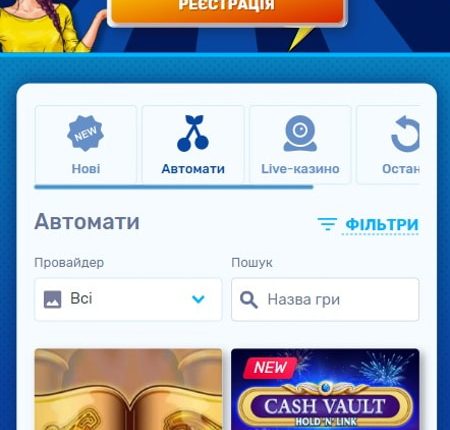 РЕЄСТРАЦІЯ
NEW
Нові
Автомати
Live-казино
Остан
Автомати
ФІЛЬТРИ
Провайдер
Пошук
Всі
Назва гри
NEW
CASH VAULT
HOLD 'N' LINK